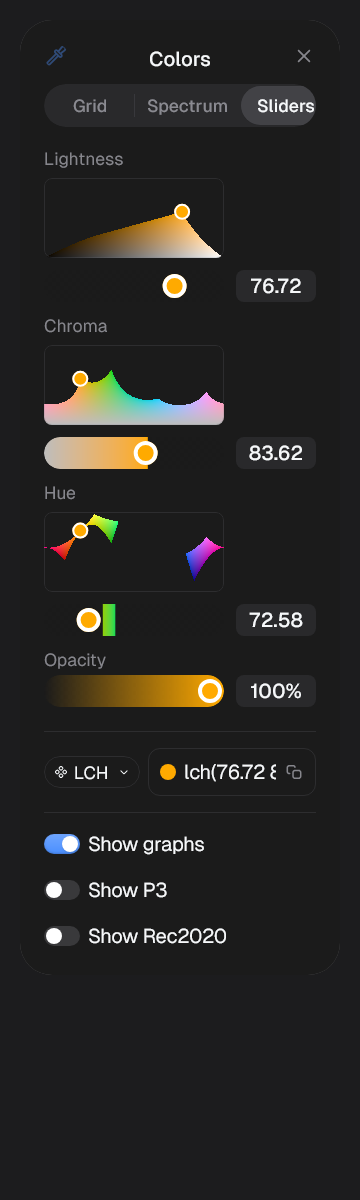 Colors
Grid Spectrum Sliders
Lightness
76.72
Chroma
83.62
Hue
72.58
Opacity
100%
LCH lch(76.72
Show graphs
Show P3
Show Rec2020